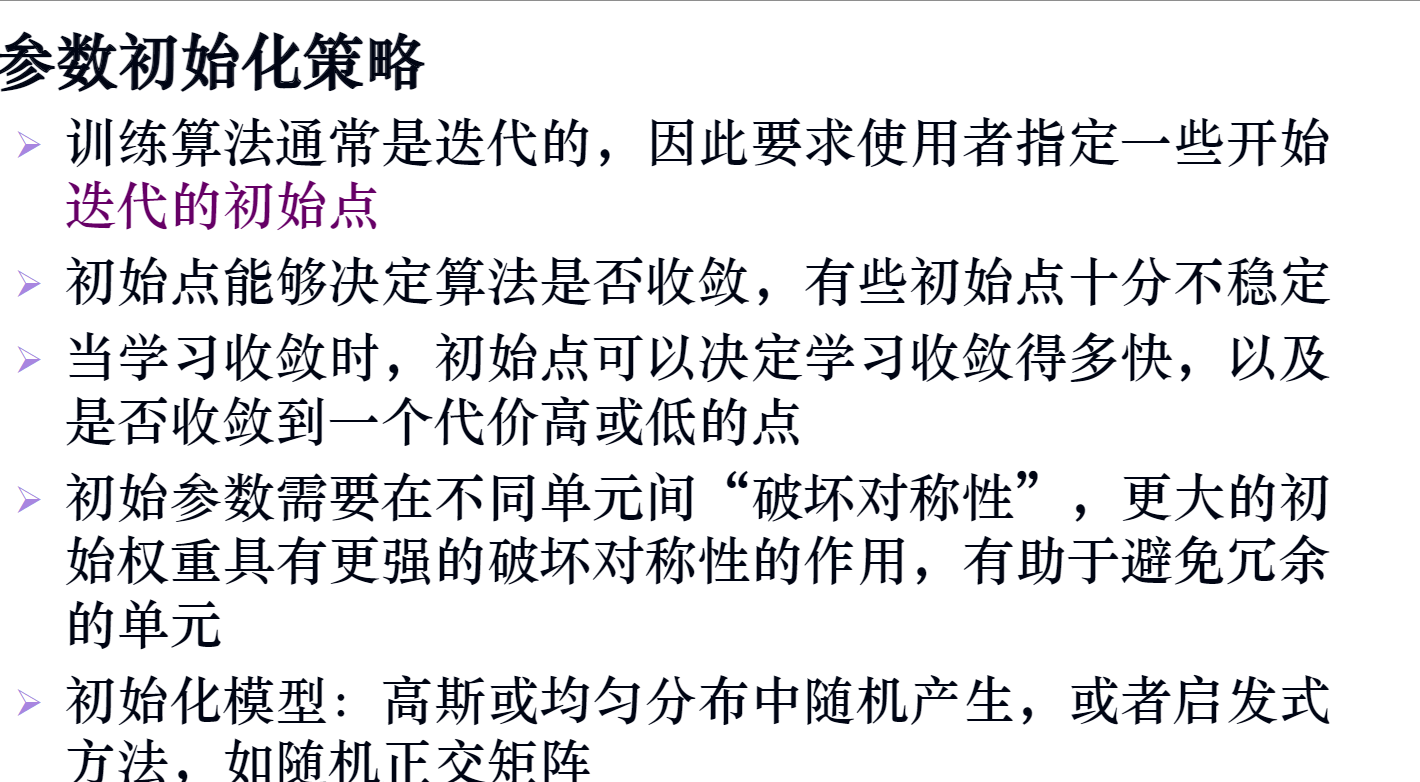 参数初始化策略
训练算法通常是迭代的，因此要求使用者指定一些开始
迭代的初始点
初始点能够决定算法是否收敛，有些初始点十分不稳定
当学习收敛时，初始点可以决定学习收敛得多快，以及
是否收敛到一个代价高或低的点
初始参数需要在不同单元间“破坏对称性”，更大的初
始权重具有更强的破坏对称性的作用，有助于避免冗余
的单元
初始化模型：高斯或均匀分布中随机产生，或者启发式
方法，如随机正交矩阵